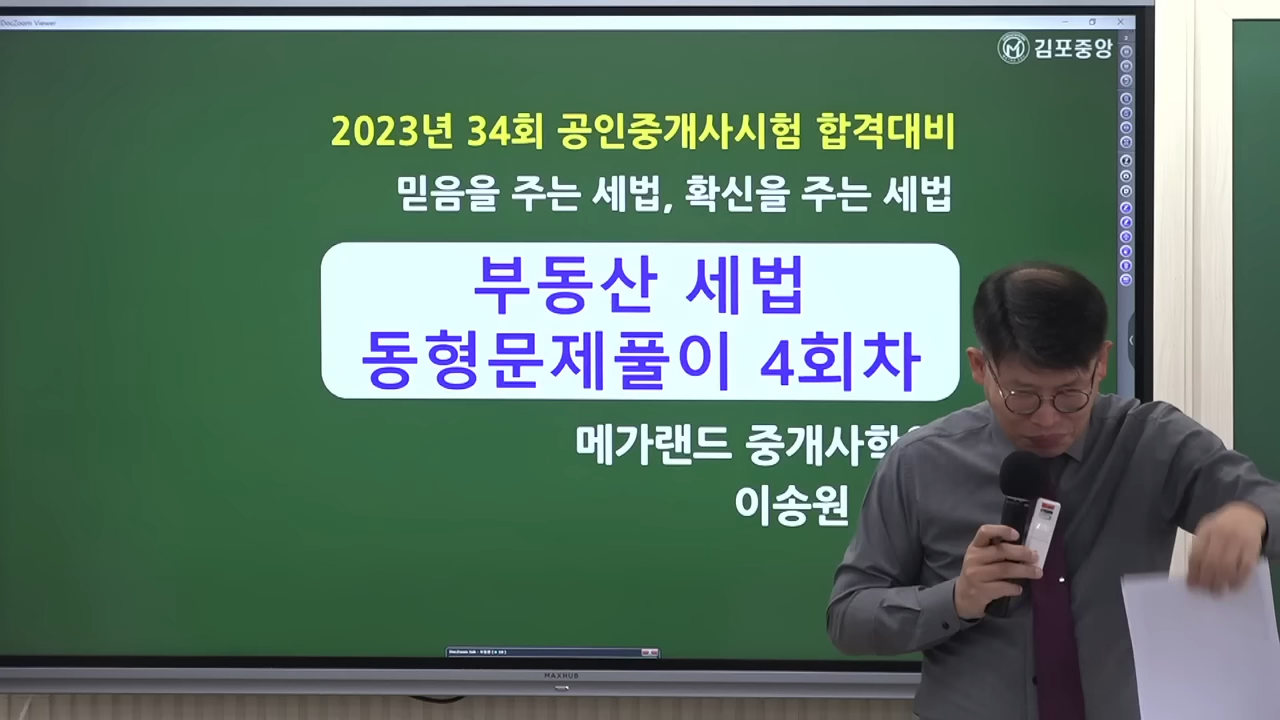 DocZoom Viewer
김포중앙
2023년 34회 공인중개사시험 합격대비
믿음을 주는 세법, 확신을 주는 세법
부동산 세법
동형문제풀이 4회차
메가랜드 중개사학
이송원
MAXHUB